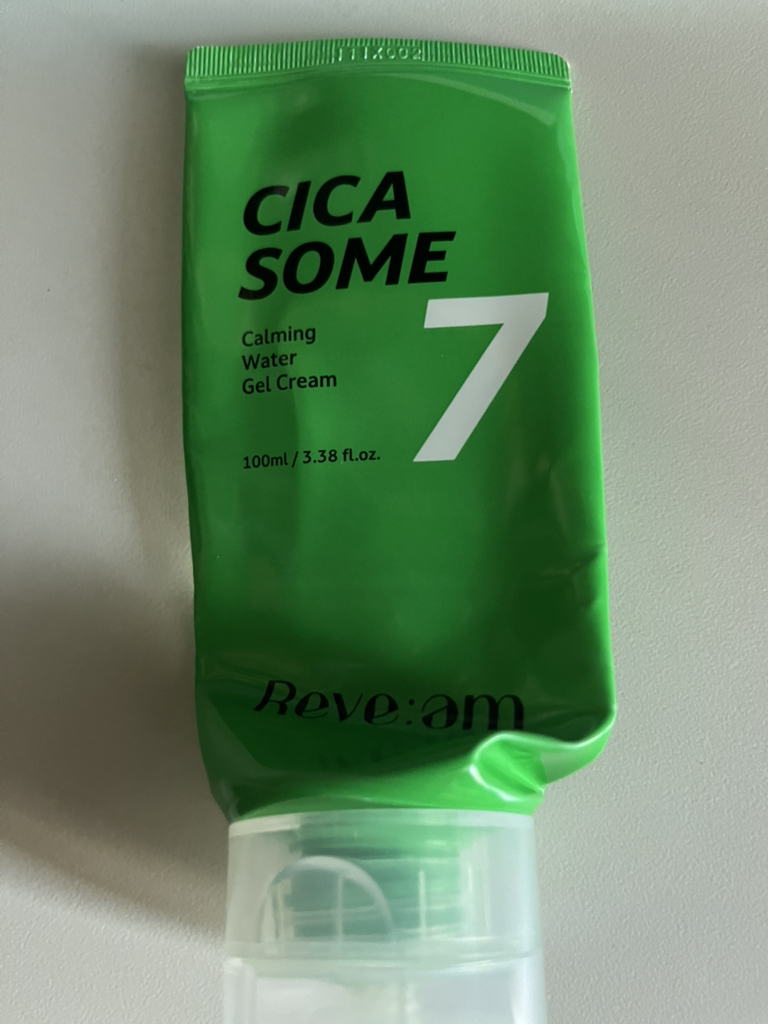 CICA
SOME
7
Calming
Water
Gel Cream
100ml / 3.38 fl.oz.
Reve:am